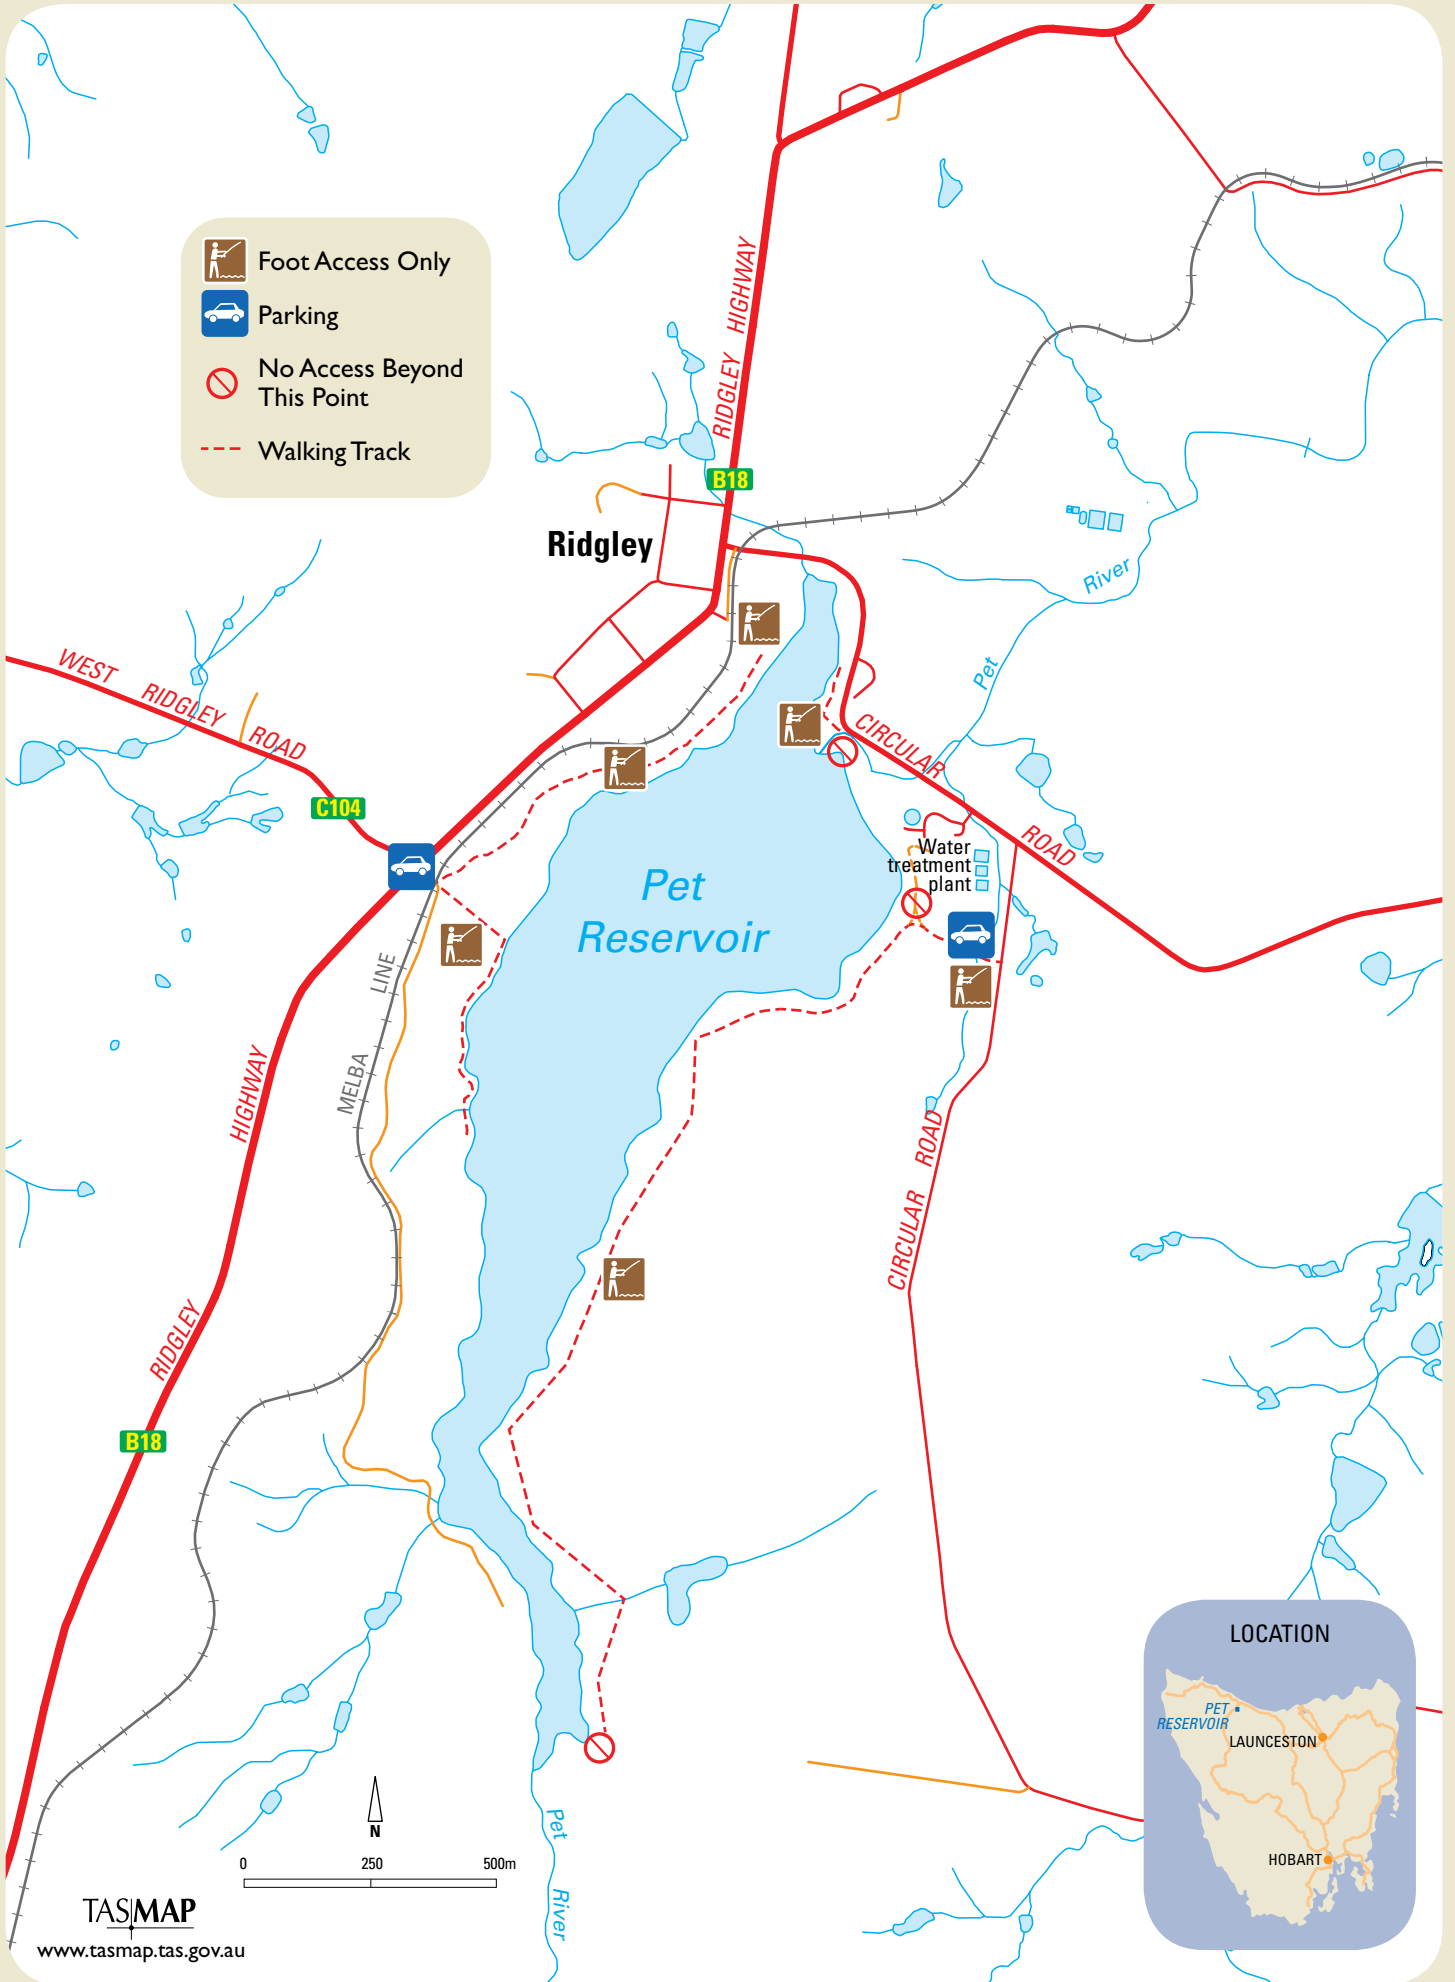 Foot Access Only
Parking
No Access Beyond
This Point
Walking Track
RIDGLEY HIGHWAY
B18
Ridgley
River
Pet
WEST RIDGLEY ROAD
C104
CIRCULAR
ROAD
Water
treatment
plant
Pet
Reservoir
LINE
MELBA
HIGHWAY
RIDGLEY
B18
CIRCULAR ROAD
Pet
River
N
0 250 500m
TASMAP
www.tasmap.tas.gov.au
LOCATION
PET
RESERVOIR
LAUNCESTON
HOBART